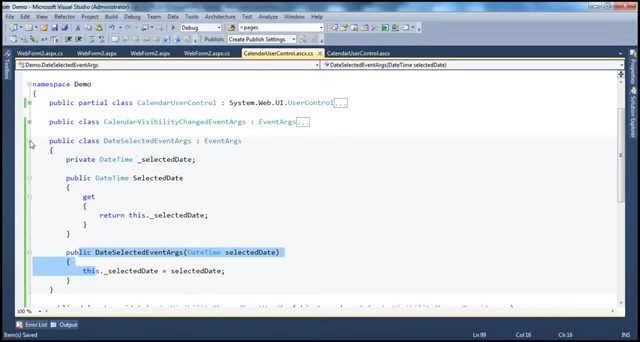 Demo - Microsoft Visual Studio (Administrator)
File Edit View Refactor Project Build Debug Team Data Tools Architecture Test Analyze Window Help
Debug <pages
Publish: Create Publish Settings
WebForm3.aspx.cs WebForm3.aspx WebForm2.aspx WebForm2.aspx.cs CalendarUserControl.ascx.cs CalendarUserControl.ascx
Demo.DateSelectedEventArgs DateSelectedEventArgs(DateTime selectedDate)
Toolbox
Properties
Solution Explorer
namespace Demo
{
public partial class CalendarUserControl : System.Web.UI.UserControl...
public class CalendarVisibilityChangedEventArgs : EventArgs...
public class DateSelectedEventArgs : EventArgs
{
private DateTime _selectedDate;
public DateTime SelectedDate
{
get
{
return this._selectedDate;
}
}
public DateSelectedEventArgs(DateTime selectedDate)
{
this._selectedDate = selectedDate;
}
}
100 %
Error List Output
Item(s) Saved Ln 99 Col 16 Ch 16